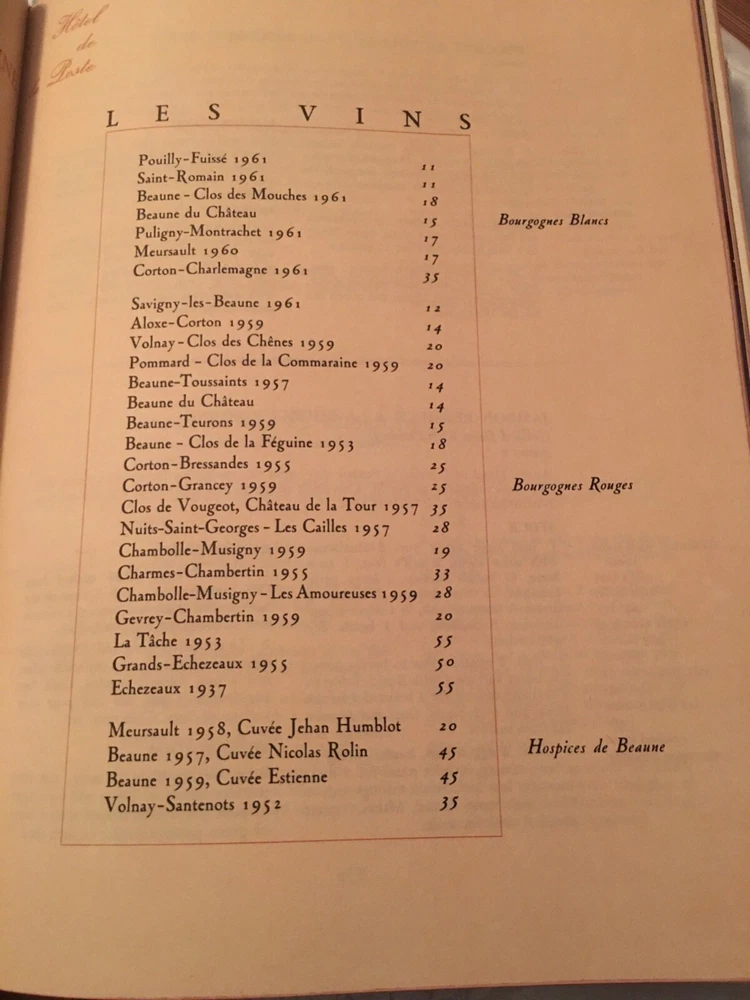 Hôtel
de
Poste
LES VINS
Pouilly-Fuissé 1961 11
Saint-Romain 1961 11
Beaune - Clos des Mouches 1961 18
Beaune du Château 15
Puligny-Montrachet 1961 17
Meursault 1960 17
Corton-Charlemagne 1961 35
Bourgognes Blancs
Savigny-les-Beaune 1961 12
Aloxe-Corton 1959 14
Volnay - Clos des Chênes 1959 20
Pommard - Clos de la Commaraine 1959 20
Beaune-Toussaints 1957 14
Beaune du Château 14
Beaune-Teurons 1959 15
Beaune - Clos de la Féguine 1953 18
Corton-Bressandes 1955 25
Corton-Grancey 1959 25
Clos de Vougeot, Château de la Tour 1957 35
Nuits-Saint-Georges - Les Cailles 1957 28
Chambolle-Musigny 1959 19
Charmes-Chambertin 1955 33
Chambolle-Musigny - Les Amoureuses 1959 28
Gevrey-Chambertin 1959 20
La Tâche 1953 55
Grands-Echezeaux 1955 50
Echezeaux 1937 55
Bourgognes Rouges
Meursault 1958, Cuvée Jehan Humblot 20
Beaune 1957, Cuvée Nicolas Rolin 45
Beaune 1959, Cuvée Estienne 45
Volnay-Santenots 1952 35
Hospices de Beaune